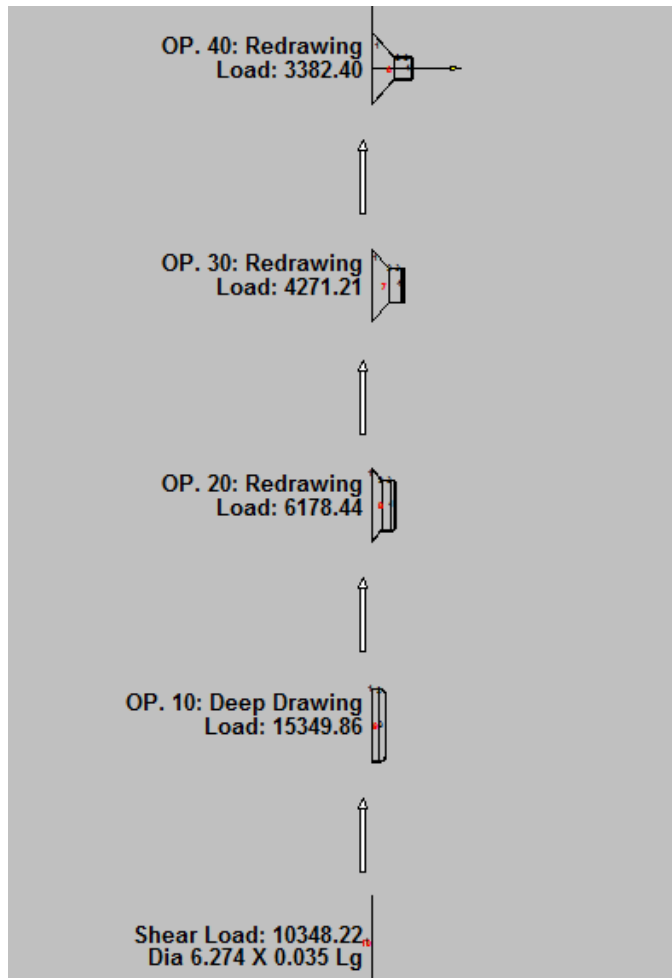 OP. 40: Redrawing
Load: 3382.40
OP. 30: Redrawing
Load: 4271.21
OP. 20: Redrawing
Load: 6178.44
OP. 10: Deep Drawing
Load: 15349.86
Shear Load: 10348.22
Dia 6.274 X 0.035 Lg